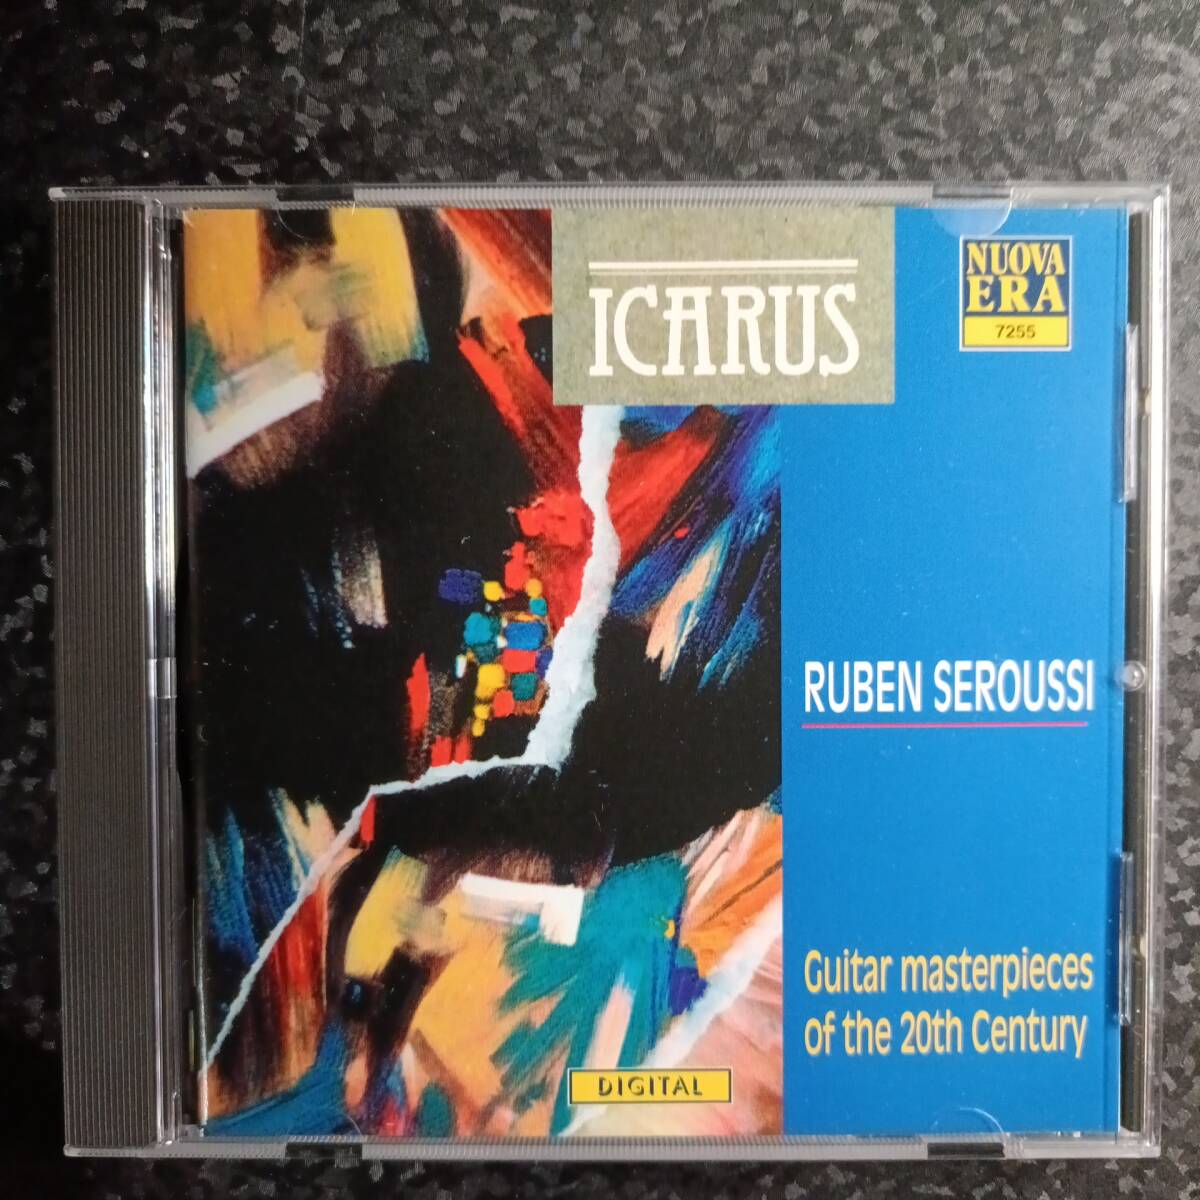 ICARUS
NUOVA
ERA
7255
RUBEN SEROUSSI
Guitar masterpieces
of the 20th Century
DIGITAL